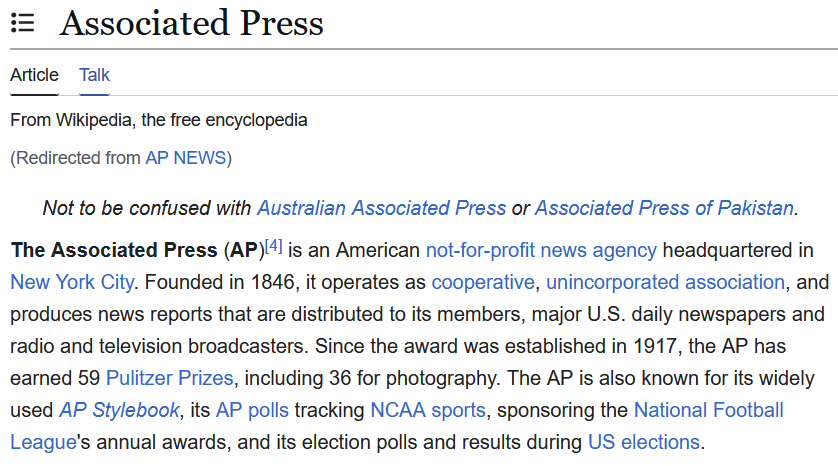 Associated Press
Article Talk
From Wikipedia, the free encyclopedia
(Redirected from AP NEWS)
Not to be confused with Australian Associated Press or Associated Press of Pakistan.
The Associated Press (AP)[4] is an American not-for-profit news agency headquartered in
New York City. Founded in 1846, it operates as cooperative, unincorporated association, and
produces news reports that are distributed to its members, major U.S. daily newspapers and
radio and television broadcasters. Since the award was established in 1917, the AP has
earned 59 Pulitzer Prizes, including 36 for photography. The AP is also known for its widely
used AP Stylebook, its AP polls tracking NCAA sports, sponsoring the National Football
League's annual awards, and its election polls and results during US elections.